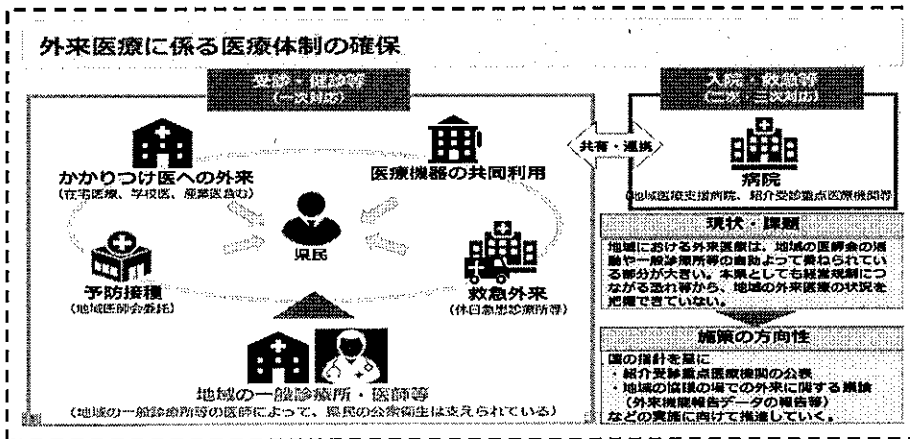 外来医療に係る医療体制の確保
受診・健診等
(一次対応)
入院・救急等
(二次・三次対応)
かかりつけ医への外来
(在宅医療、学校医、産業医含む)
医療機器の共同利用
共有・連携
病院
(地域医療支援病院、紹介受診重点医療機関等)
県民
予防接種
(地域医師会委託)
救急外来
(休日急患診療所等)
地域の一般診療所・医師等
(地域の一般診療所等の医師によって、県民の公衆衛生は支えられている)
現状・課題
地域における外来医療は、地域の医師会の活
動や一般診療所等の自助よって委ねられている
部分が大きい。本県としても経営規制につ
ながる恐れ等から、地域の外来医療の状況を
把握できていない。
施策の方向性
国の指針を基に
・紹介受診重点医療機関の公表
・地域の協議の場での外来に関する議論
(外来機能報告データの報告等)
などの実施に向けて推進していく。